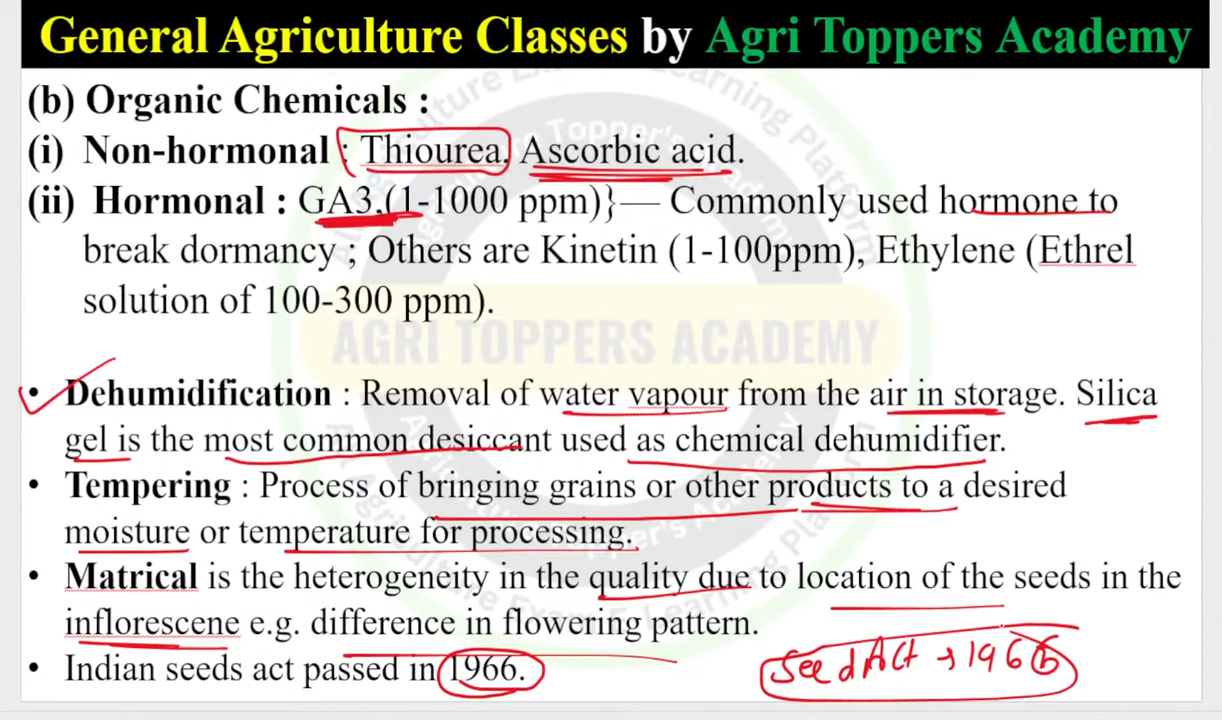 General Agriculture Classes by Agri Toppers Academy
(b) Organic Chemicals :
(i) Non-hormonal : Thiourea, Ascorbic acid.
(ii) Hormonal : GA3,(1-1000 ppm)}— Commonly used hormone to
break dormancy ; Others are Kinetin (1-100ppm), Ethylene (Ethrel
solution of 100-300 ppm).
AGRI TOPPERS ACADEMY
• Dehumidification : Removal of water vapour from the air in storage. Silica
gel is the most common desiccant used as chemical dehumidifier.
• Tempering : Process of bringing grains or other products to a desired
moisture or temperature for processing.
• Matrical is the heterogeneity in the quality due to location of the seeds in the
inflorescene e.g. difference in flowering pattern.
• Indian seeds act passed in 1966.
Seed Act → 1966